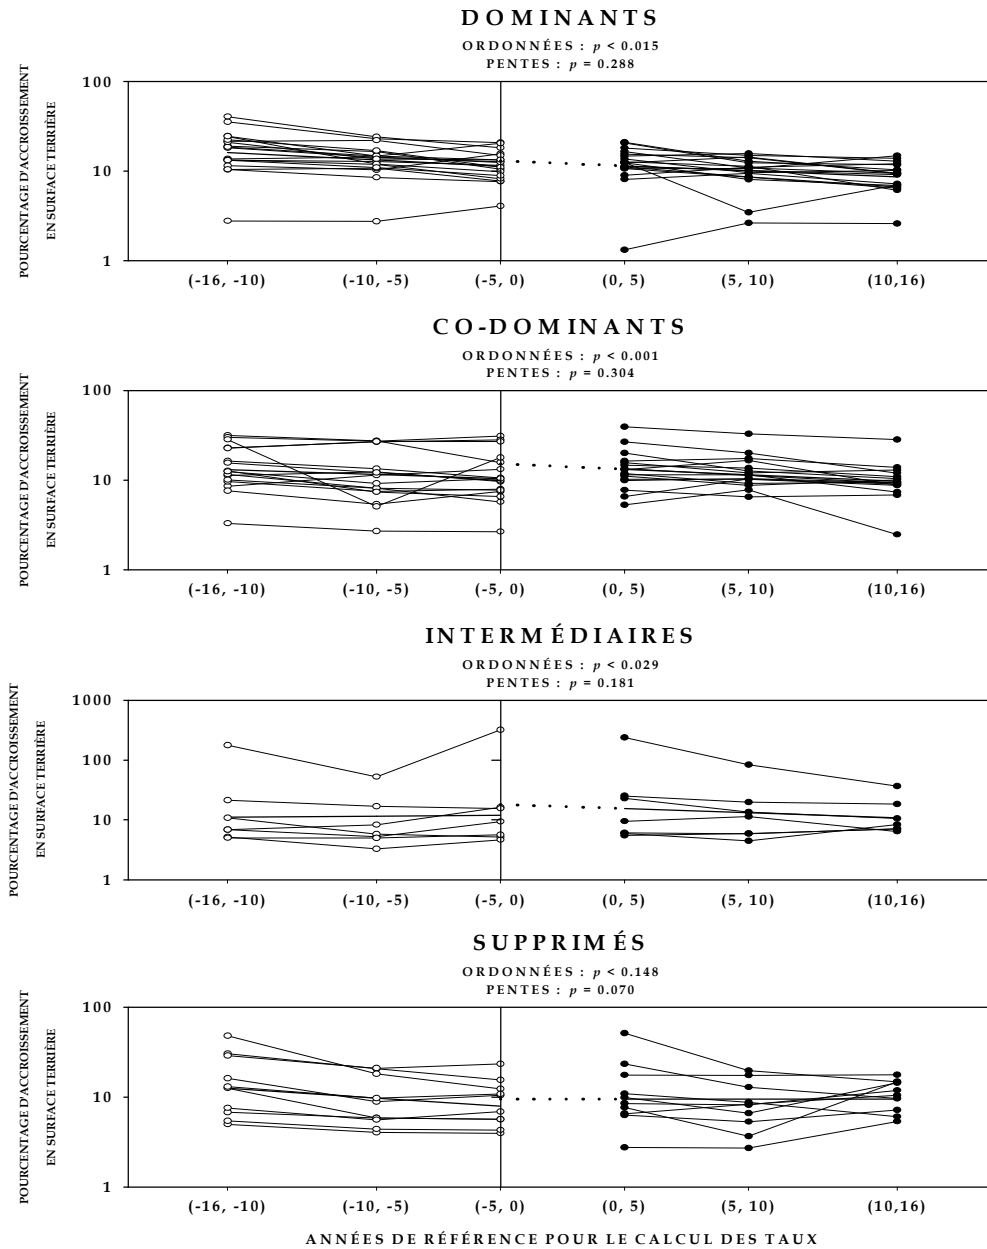 DOMINANTS
ORDONNÉES : p < 0.015
PENTES : p = 0.288
POURCENTAGE D'ACCROISSEMENT
EN SURFACE TERRIÈRE
100
10
1
(-16, -10)
(-10, -5)
(-5, 0)
(0, 5)
(5, 10)
(10,16)
CO-DOMINANTS
ORDONNÉES : p < 0.001
PENTES : p = 0.304
POURCENTAGE D'ACCROISSEMENT
EN SURFACE TERRIÈRE
100
10
1
(-16, -10)
(-10, -5)
(-5, 0)
(0, 5)
(5, 10)
(10,16)
INTERMÉDIAIRES
ORDONNÉES : p < 0.029
PENTES : p = 0.181
POURCENTAGE D'ACCROISSEMENT
EN SURFACE TERRIÈRE
1000
100
10
1
(-16, -10)
(-10, -5)
(-5, 0)
(0, 5)
(5, 10)
(10,16)
SUPPRIMÉS
ORDONNÉES : p < 0.148
PENTES : p = 0.070
POURCENTAGE D'ACCROISSEMENT
EN SURFACE TERRIÈRE
100
10
1
(-16, -10)
(-10, -5)
(-5, 0)
(0, 5)
(5, 10)
(10,16)
ANNÉES DE RÉFÉRENCE POUR LE CALCUL DES TAUX